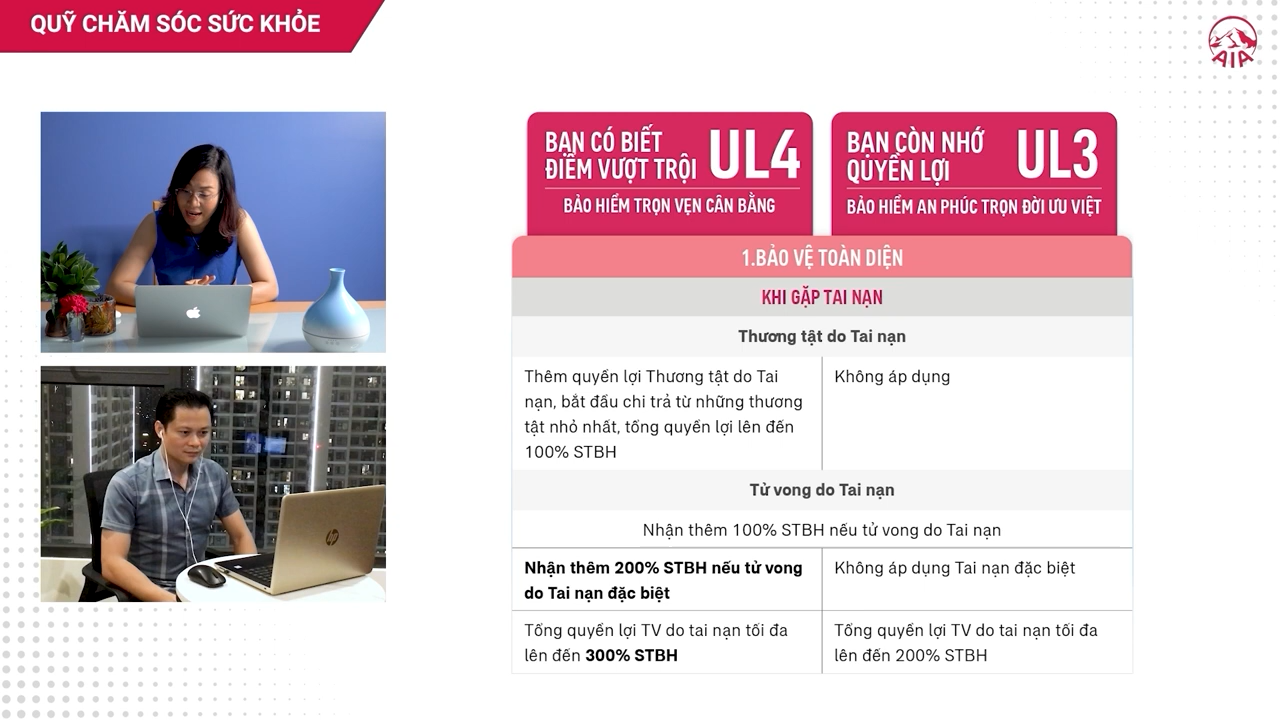 QUỸ CHĂM SÓC SỨC KHỎE
AIA
BẠN CÓ BIẾT
ĐIỂM VƯỢT TRỘI
UL4
BẢO HIỂM TRỌN VẸN CÂN BẰNG
BẠN CÒN NHỚ
QUYỀN LỢI
UL3
BẢO HIỂM AN PHÚC TRỌN ĐỜI ƯU VIỆT
1.BẢO VỆ TOÀN DIỆN
KHI GẶP TAI NẠN
Thương tật do Tai nạn
Thêm quyền lợi Thương tật do Tai
nạn, bắt đầu chi trả từ những thương
tật nhỏ nhất, tổng quyền lợi lên đến
100% STBH
Không áp dụng
Tử vong do Tai nạn
Nhận thêm 100% STBH nếu tử vong do Tai nạn
Nhận thêm 200% STBH nếu tử vong
do Tai nạn đặc biệt
Không áp dụng Tai nạn đặc biệt
Tổng quyền lợi TV do tai nạn tối đa
lên đến 300% STBH
Tổng quyền lợi TV do tai nạn tối đa
lên đến 200% STBH
hp